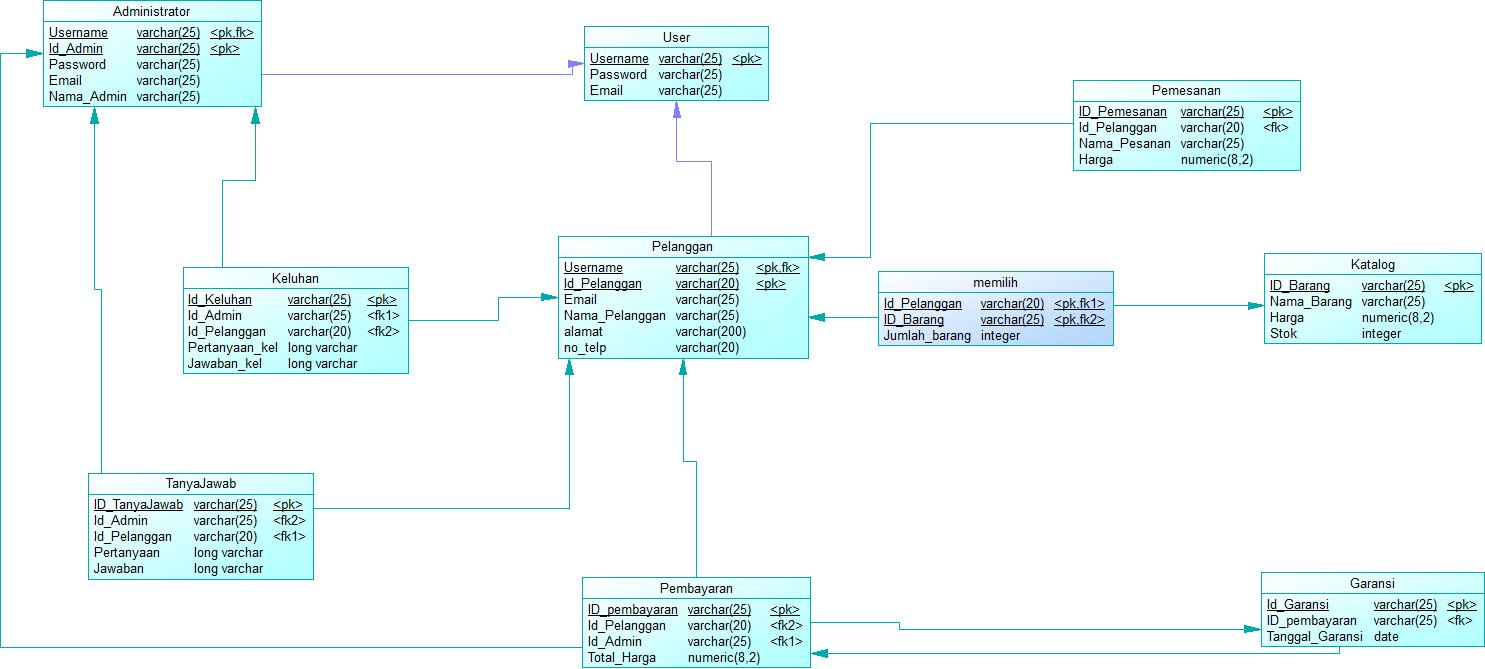 Administrator
Username varchar(25) <pk,fk>
Id_Admin varchar(25) <pk>
Password varchar(25)
Email varchar(25)
Nama_Admin varchar(25)
User
Username varchar(25) <pk>
Password varchar(25)
Email varchar(25)
Pemesanan
ID_Pemesanan varchar(25) <pk>
Id_Pelanggan varchar(20) <fk>
Nama_Pesanan varchar(25)
Harga numeric(8,2)
Keluhan
Id_Keluhan varchar(25) <pk>
Id_Admin varchar(25) <fk1>
Id_Pelanggan varchar(20) <fk2>
Pertanyaan_kel long varchar
Jawaban_kel long varchar
Pelanggan
Username varchar(25) <pk,fk>
Id_Pelanggan varchar(20) <pk>
Email varchar(25)
Nama_Pelanggan varchar(25)
alamat varchar(200)
no_telp varchar(20)
memilih
Id_Pelanggan varchar(20) <pk,fk1>
ID_Barang varchar(25) <pk,fk2>
Jumlah_barang integer
Katalog
ID_Barang varchar(25) <pk>
Nama_Barang varchar(25)
Harga numeric(8,2)
Stok integer
TanyaJawab
ID_TanyaJawab varchar(25) <pk>
Id_Admin varchar(25) <fk2>
Id_Pelanggan varchar(20) <fk1>
Pertanyaan long varchar
Jawaban long varchar
Pembayaran
ID_pembayaran varchar(25) <pk>
Id_Pelanggan varchar(20) <fk2>
Id_Admin varchar(25) <fk1>
Total_Harga numeric(8,2)
Garansi
Id_Garansi varchar(25) <pk>
ID_pembayaran varchar(25) <fk>
Tanggal_Garansi date